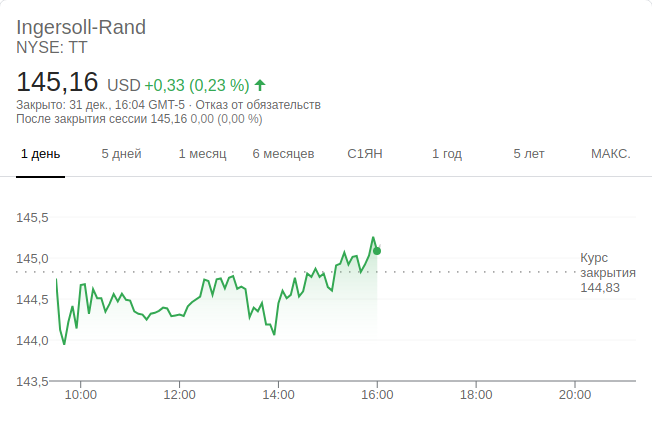 Ingersoll-Rand
NYSE: TT
145,16 USD +0,33 (0,23 %)
Закрыто: 31 дек., 16:04 GMT-5 · Отказ от обязательств
После закрытия сессии 145,16 0,00 (0,00 %)
1 день 5 дней 1 месяц 6 месяцев С1ЯН 1 год 5 лет МАКС.
145,5
145,0
144,5
144,0
143,5
Курс
закрытия
144,83
10:00 12:00 14:00 16:00 18:00 20:00